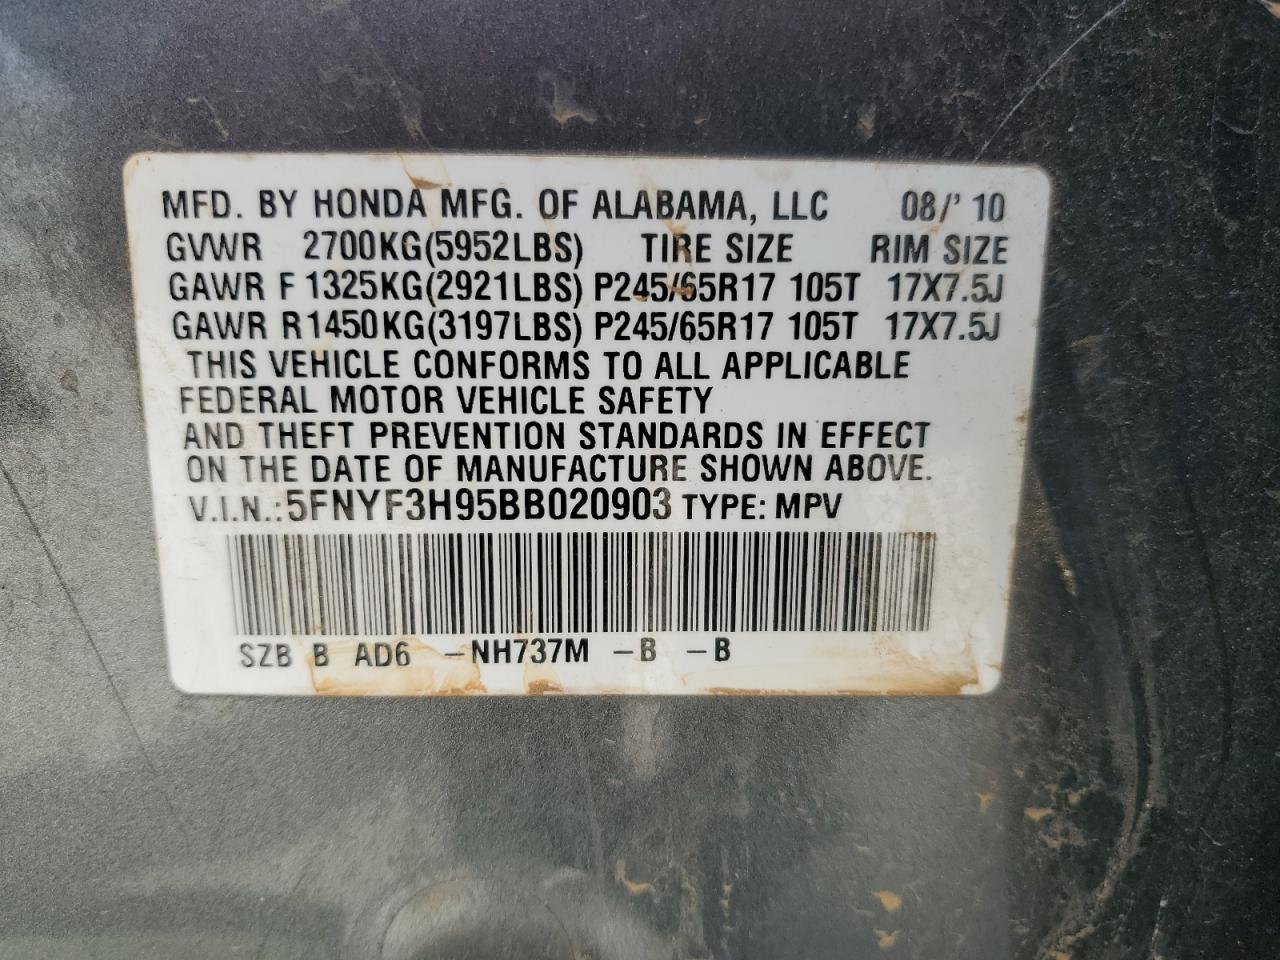 MFD. BY HONDA MFG. OF ALABAMA, LLC 08/' 10
GVWR 2700KG(5952LBS) TIRE SIZE RIM SIZE
GAWR F 1325KG(2921LBS) P245/65R17 105T 17X7.5J
GAWR R 1450KG(3197LBS) P245/65R17 105T 17X7.5J
THIS VEHICLE CONFORMS TO ALL APPLICABLE
FEDERAL MOTOR VEHICLE SAFETY
AND THEFT PREVENTION STANDARDS IN EFFECT
ON THE DATE OF MANUFACTURE SHOWN ABOVE.
V.I.N.:5FNYF3H95BB020903 TYPE: MPV
SZB B AD6 -NH737M -B -B